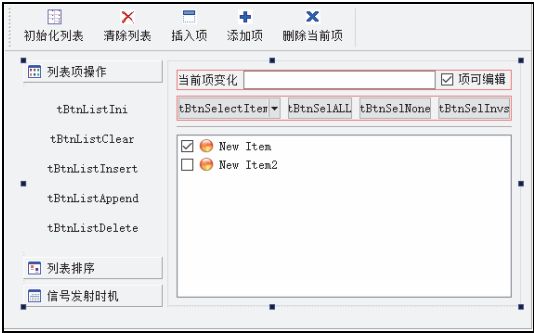 初始化列表 清除列表 插入项 添加项 删除当前项
列表项操作
当前项变化 项可编辑
tBtnSelectIten tBtnSelALL tBtnSelNone tBtnSelInvs
tBtnListIni
tBtnListClear
tBtnListInsert
tBtnListAppend
tBtnListDelete
New Item
New Item2
列表排序
信号发射时机